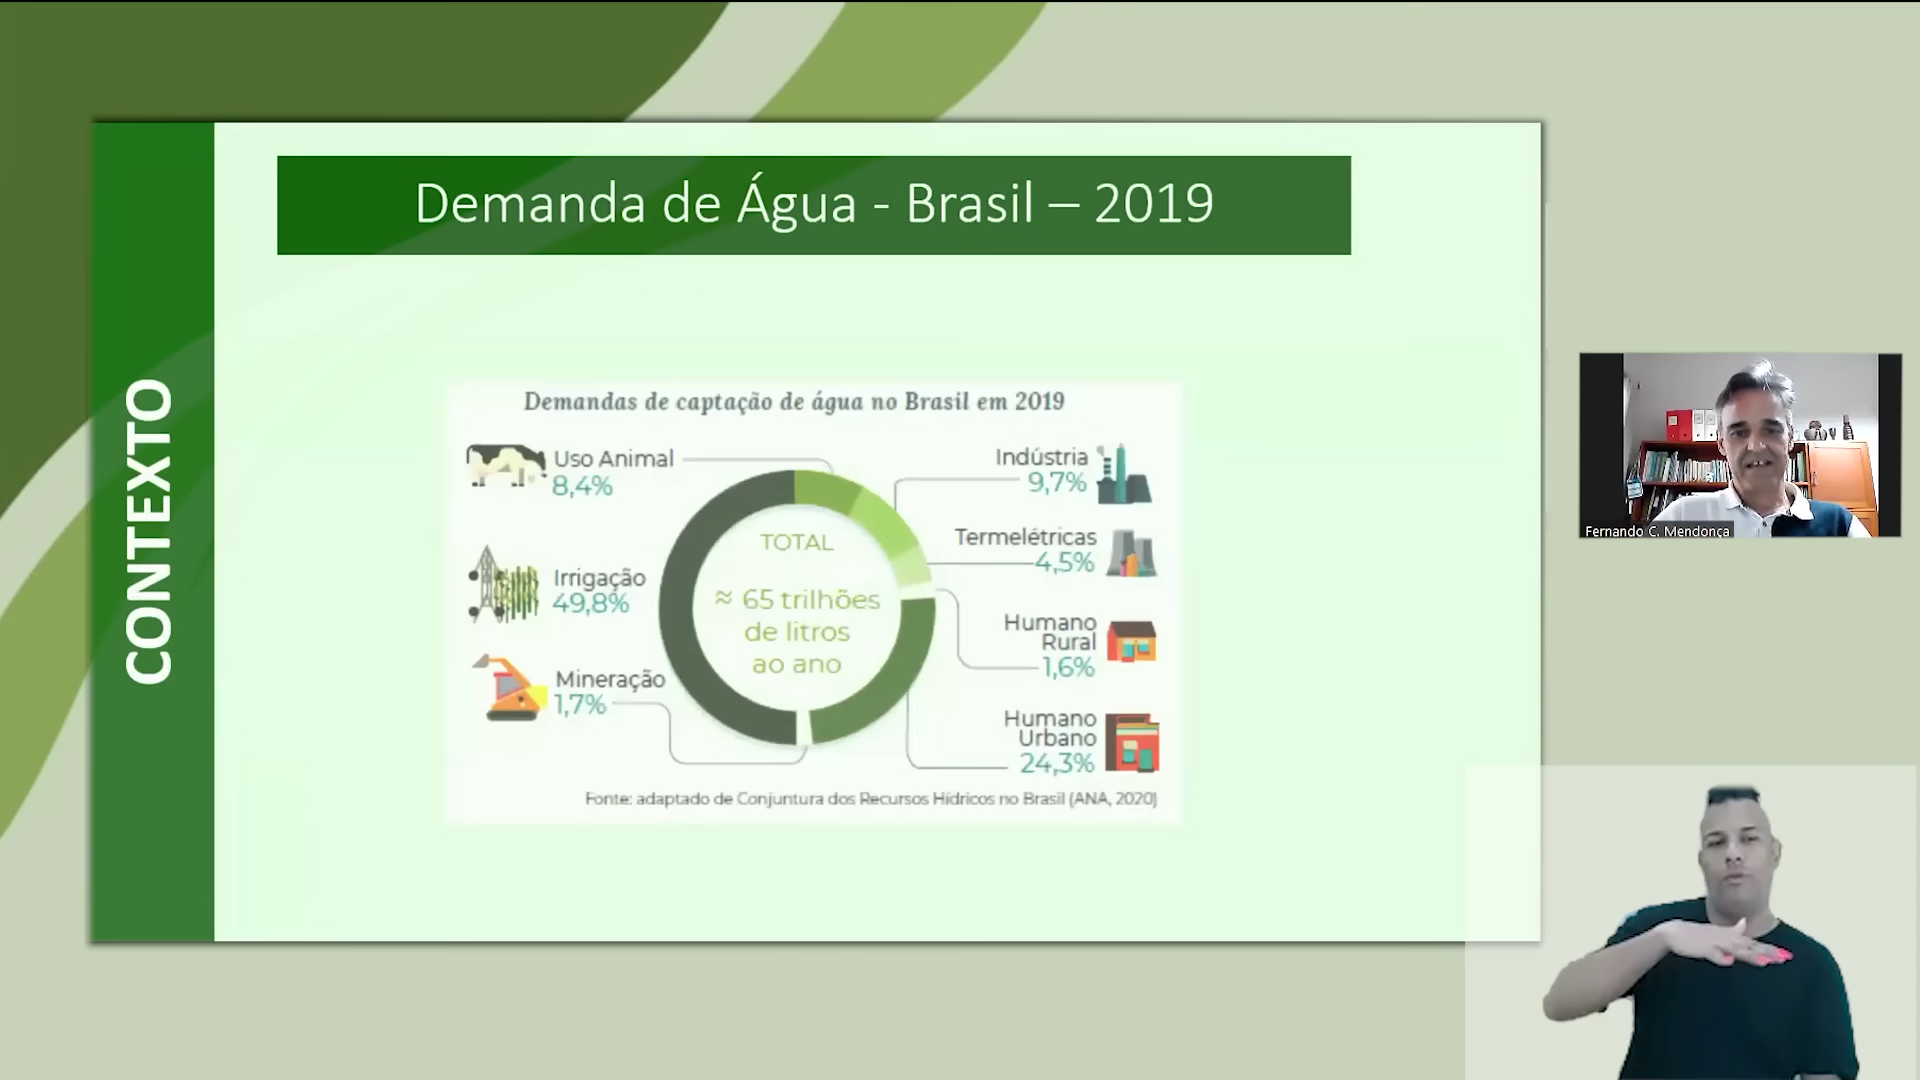 Demanda de Água - Brasil – 2019
CONTEXTO
Demandas de captação de água no Brasil em 2019
Uso Animal
8,4%
Irrigação
49,8%
Mineração
1,7%
TOTAL
≈ 65 trilhões
de litros
ao ano
Indústria
9,7%
Termelétricas
4,5%
Humano
Rural
1,6%
Humano
Urbano
24,3%
Fonte: adaptado de Conjuntura dos Recursos Hídricos no Brasil (ANA, 2020)
Fernando C. Mendonça